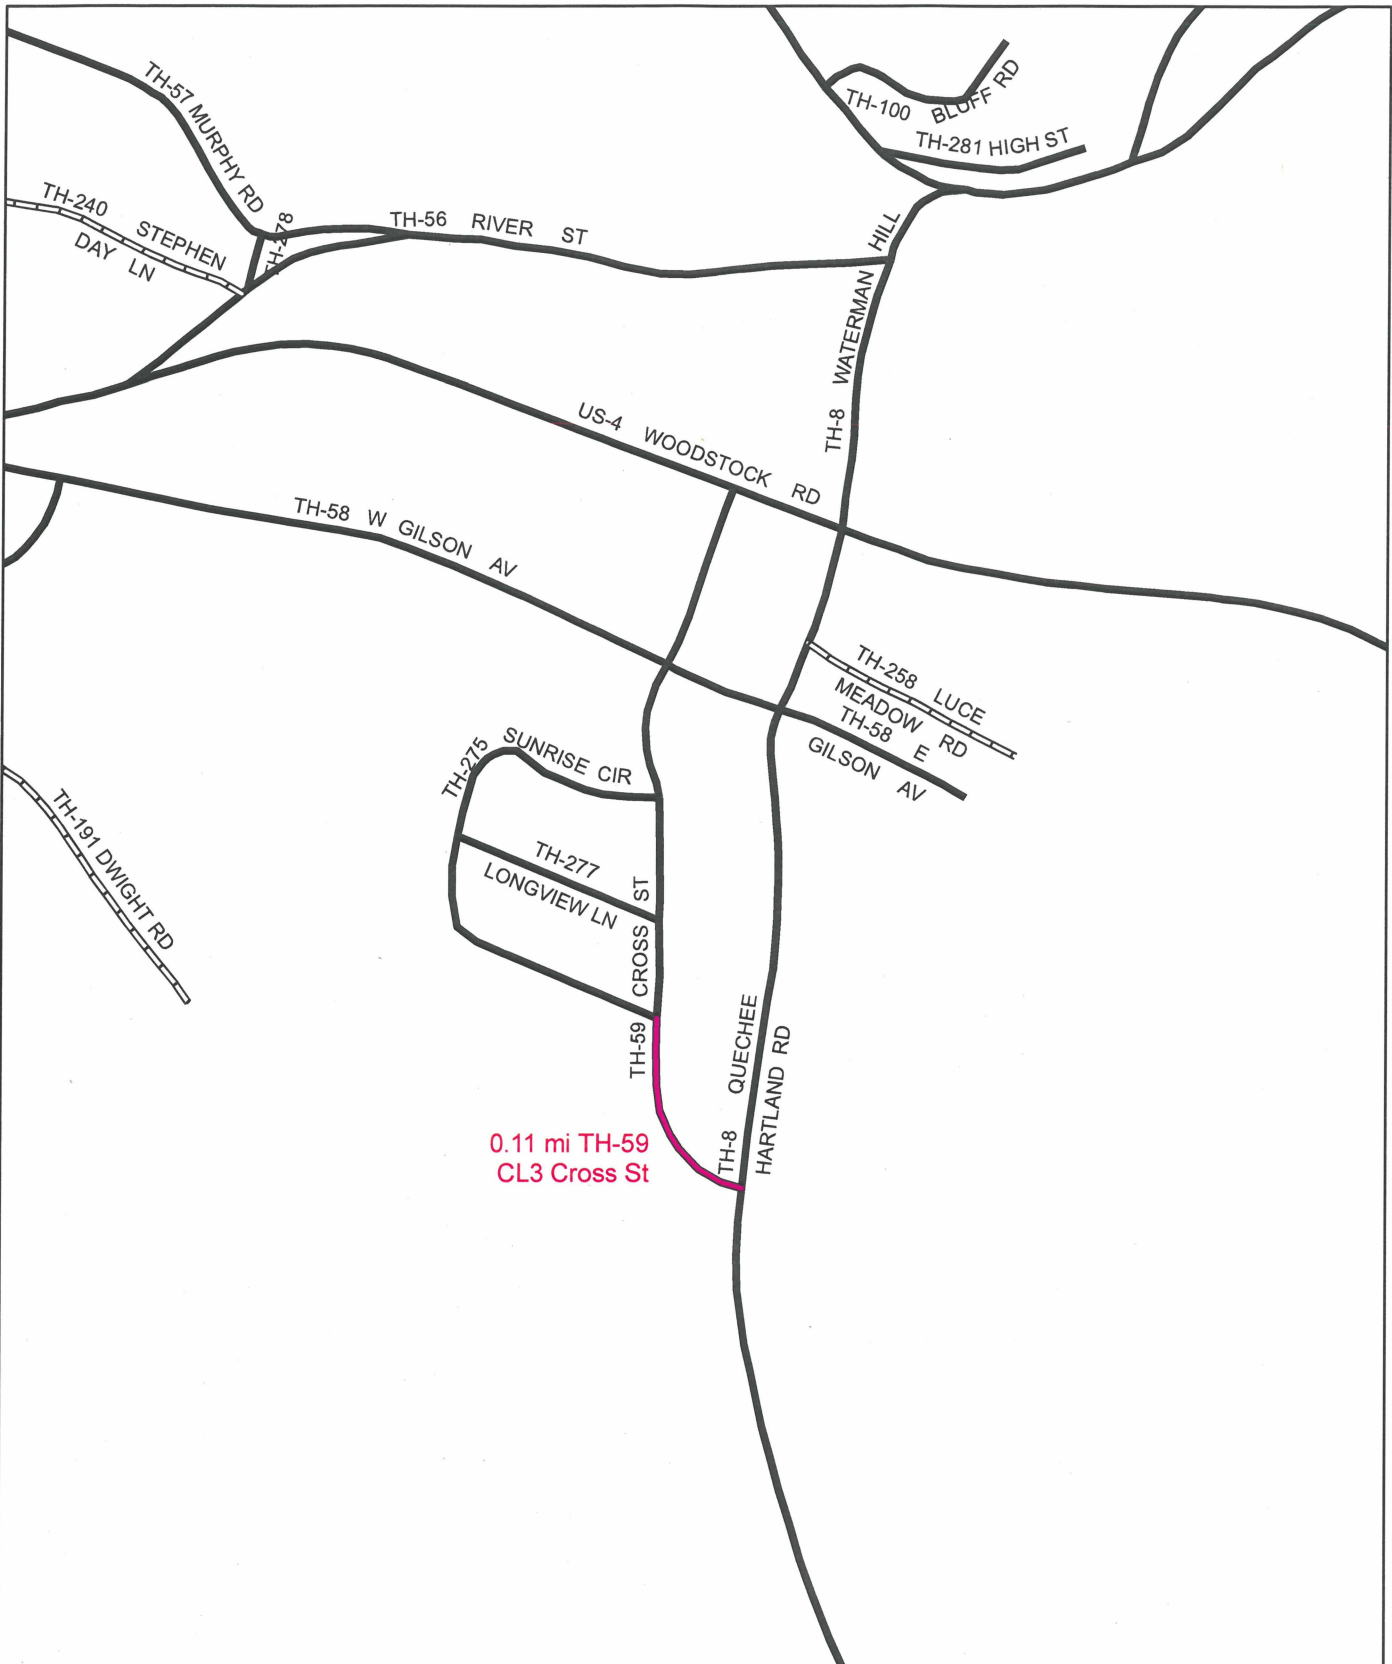 TH-57 MURPHY RD
TH-100 BLUFF RD
TH-281 HIGH ST
TH-240 STEPHEN
DAY LN
TH-278
TH-56 RIVER ST
TH-8 WATERMAN HILL
US-4 WOODSTOCK RD
TH-58 W GILSON AV
TH-258 LUCE
MEADOW RD
TH-58 E
GILSON AV
TH-275 SUNRISE CIR
TH-277
LONGVIEW LN
TH-191 DWIGHT RD
TH-59 CROSS ST
TH-8 QUECHEE
HARTLAND RD
0.11 mi TH-59
CL3 Cross St